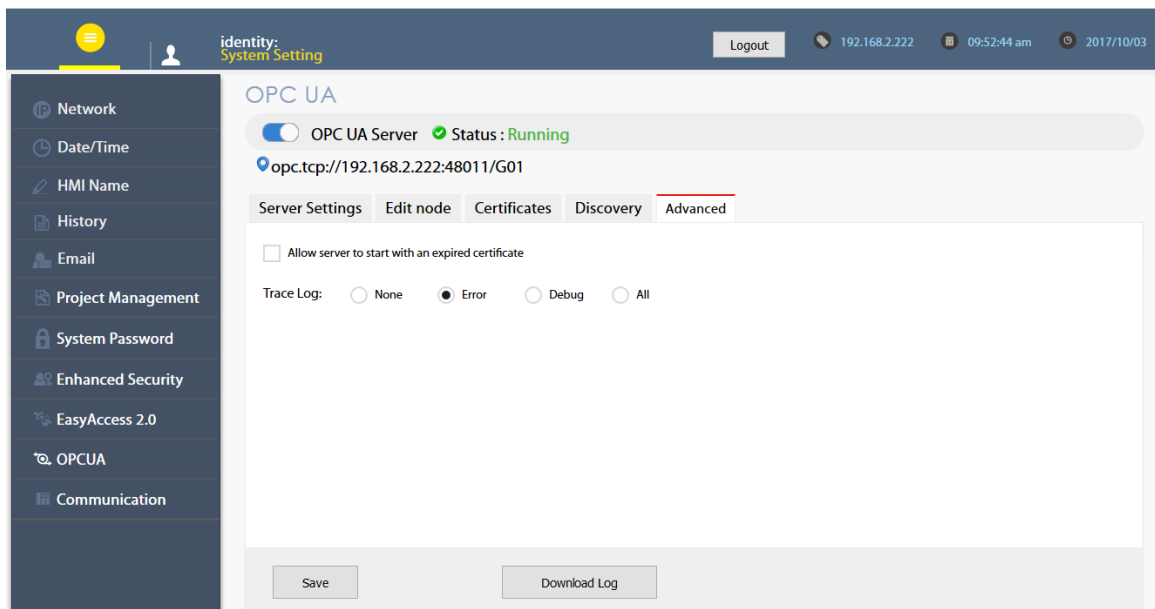 identity:
System Setting
Logout
192.168.2.222
09:52:44 am
2017/10/03
Network
Date/Time
HMI Name
History
Email
Project Management
System Password
Enhanced Security
EasyAccess 2.0
OPCUA
Communication
OPC UA
OPC UA Server Status : Running
opc.tcp://192.168.2.222:48011/G01
Server Settings Edit node Certificates Discovery Advanced
Allow server to start with an expired certificate
Trace Log: None Error Debug All
Save Download Log